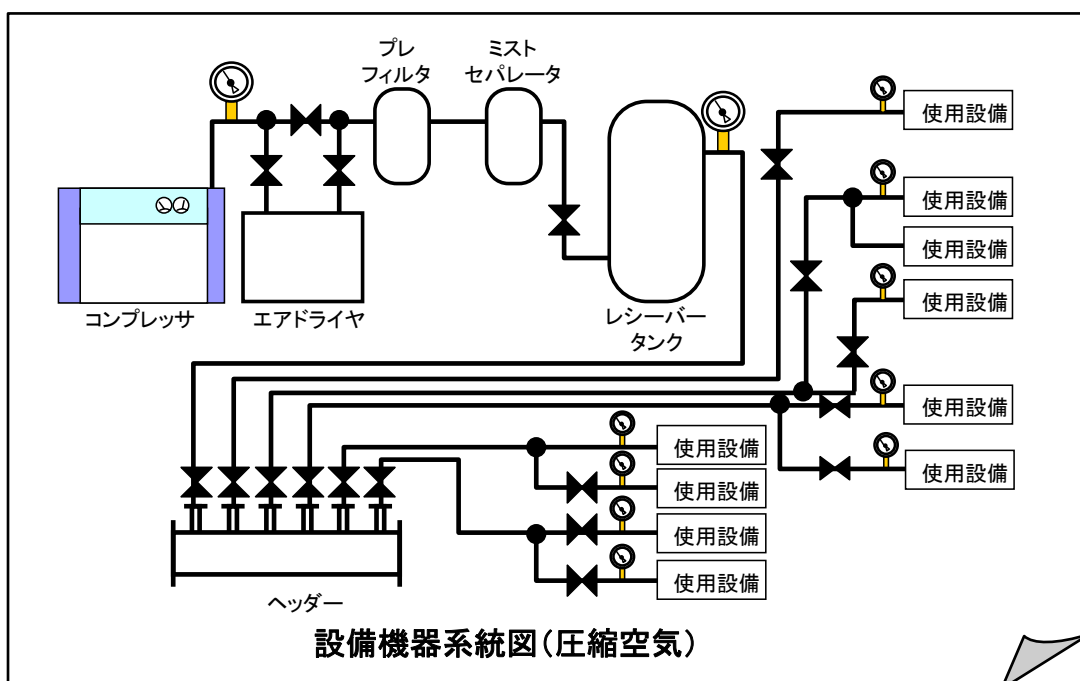 プレ
フィルタ
ミスト
セパレータ
使用設備
使用設備
使用設備
使用設備
コンプレッサ
エアドライヤ
レシーバー
タンク
使用設備
使用設備
使用設備
使用設備
使用設備
使用設備
ヘッダー
設備機器系統図(圧縮空気)